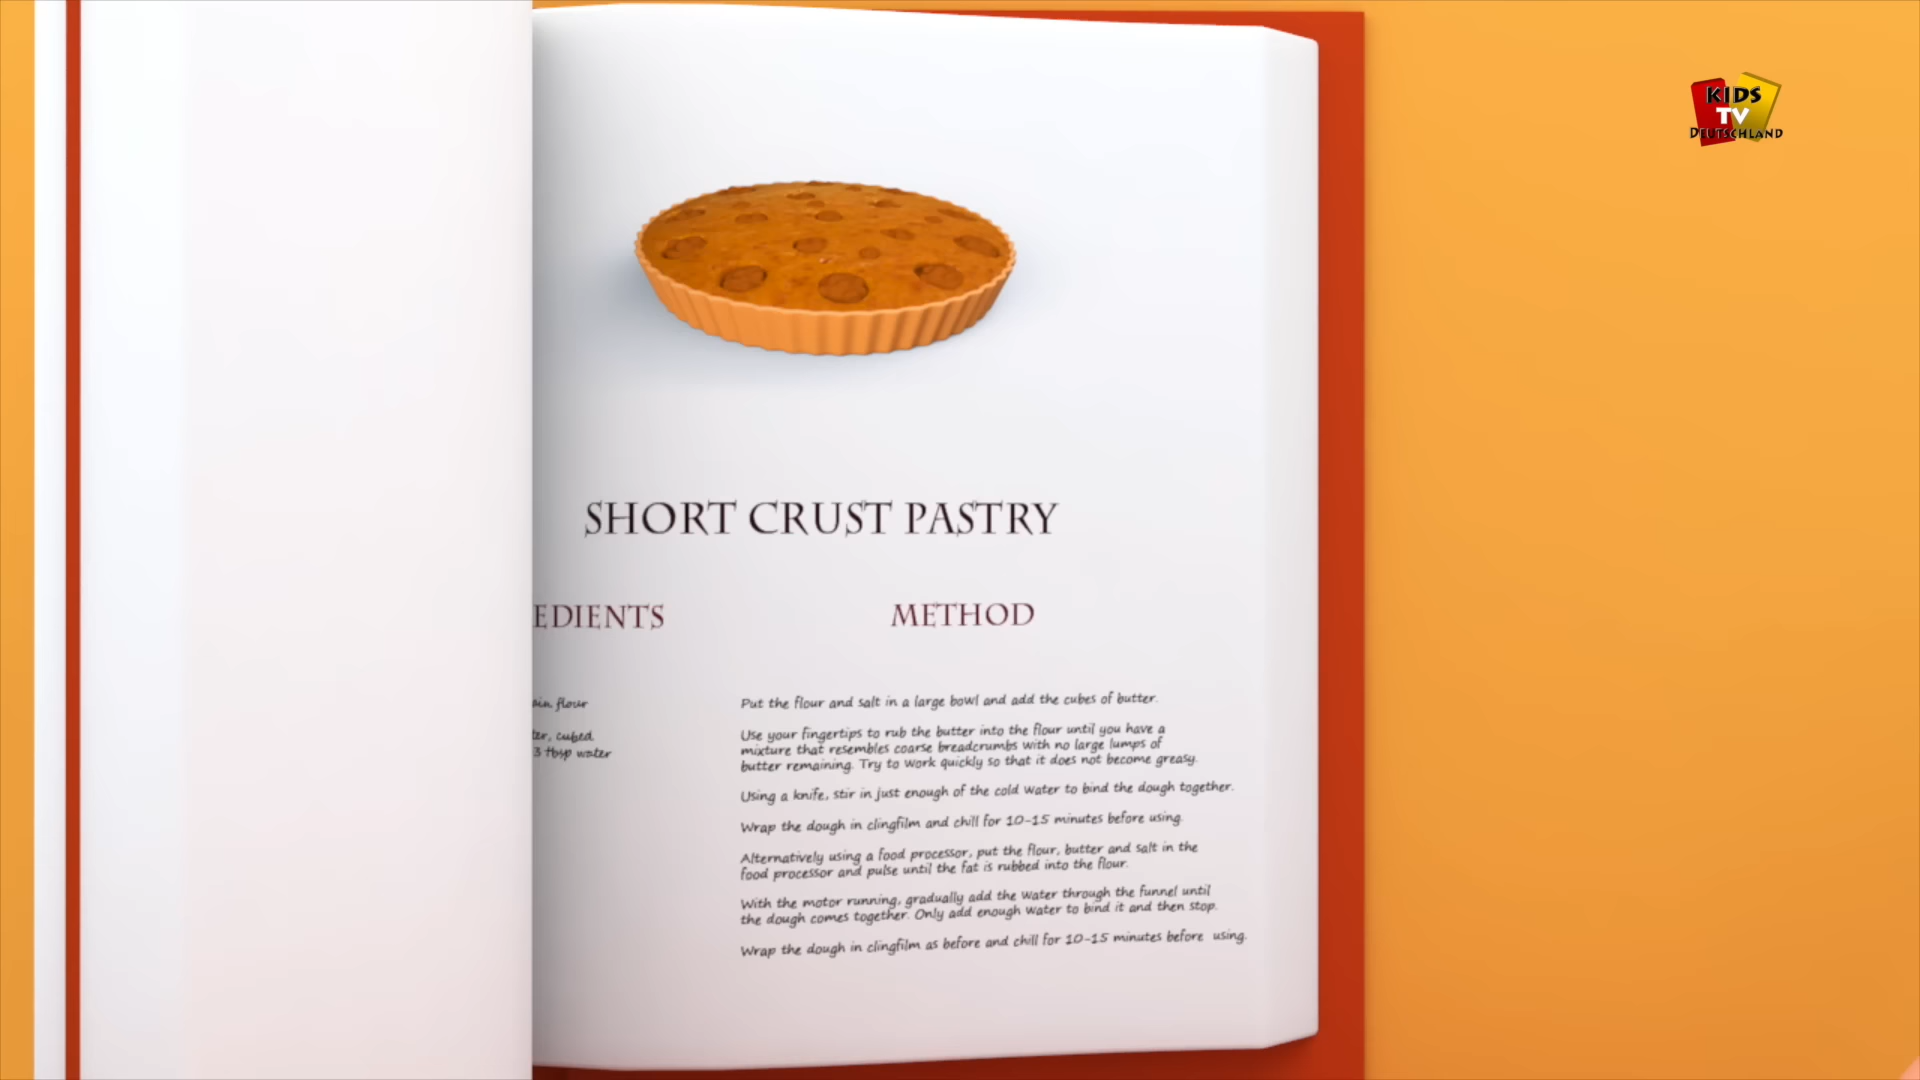 KIDS
TV
DEUTSCHLAND
SHORT CRUST PASTRY
EDIENTS
METHOD
ain flour
ter, cubed
3 tbsp water
Put the flour and salt in a large bowl and add the cubes of butter.
Use your fingertips to rub the butter into the flour until you have a
mixture that resembles coarse breadcrumbs with no large lumps of
butter remaining. Try to work quickly so that it does not become greasy.
Using a knife, stir in just enough of the cold water to bind the dough together.
Wrap the dough in clingfilm and chill for 10-15 minutes before using.
Alternatively using a food processor, put the flour, butter and salt in the
food processor and pulse until the fat is rubbed into the flour.
With the motor running, gradually add the water through the funnel until
the dough comes together. Only add enough water to bind it and then stop.
Wrap the dough in clingfilm as before and chill for 10-15 minutes before using.